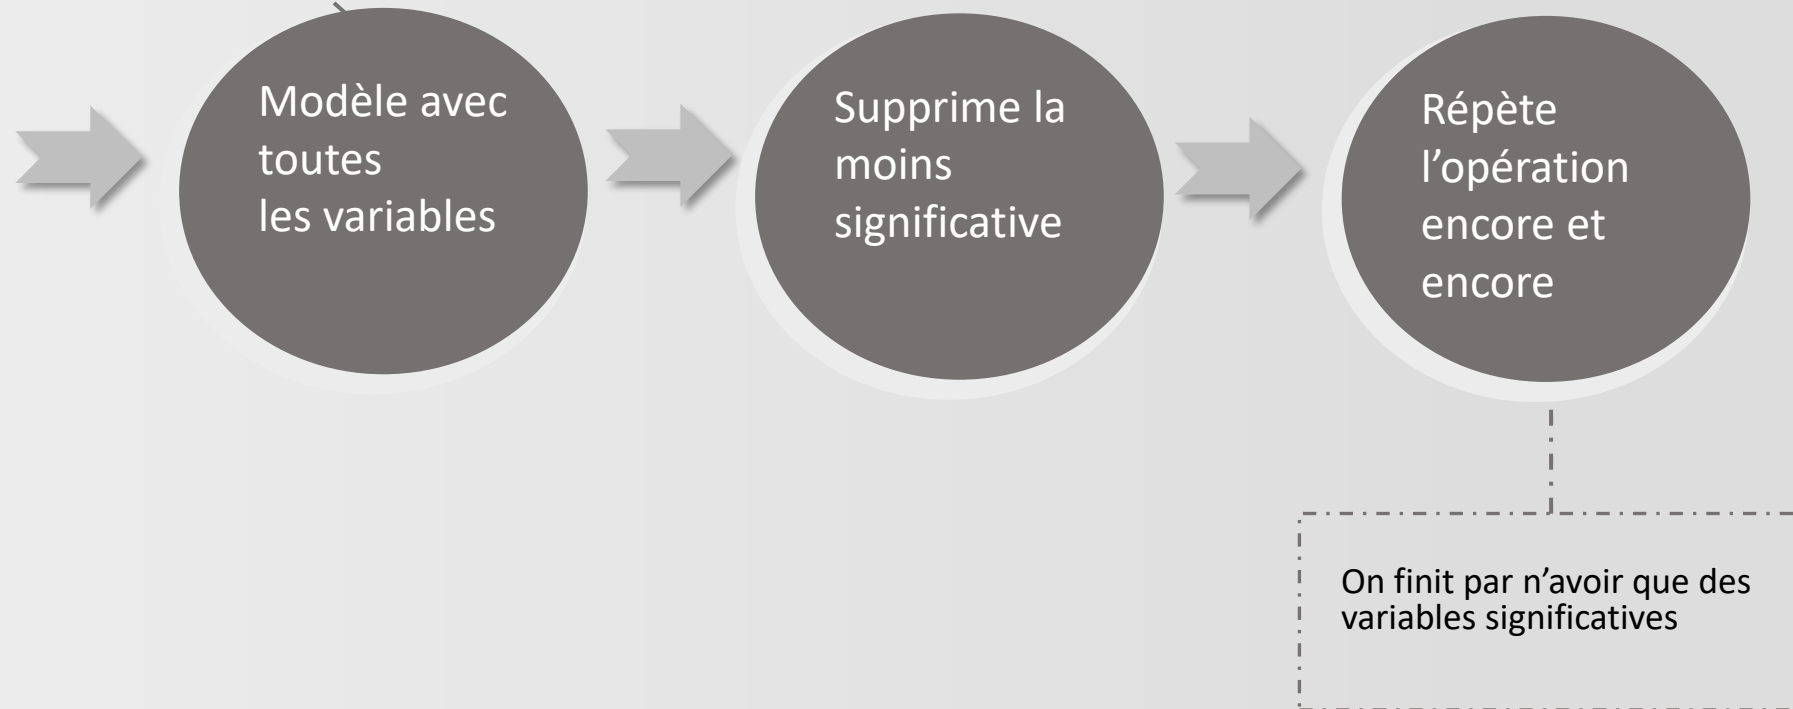 Modèle avec
toutes
les variables
Supprime la
moins
significative
Répète
l’opération
encore et
encore
On finit par n’avoir que des
variables significatives